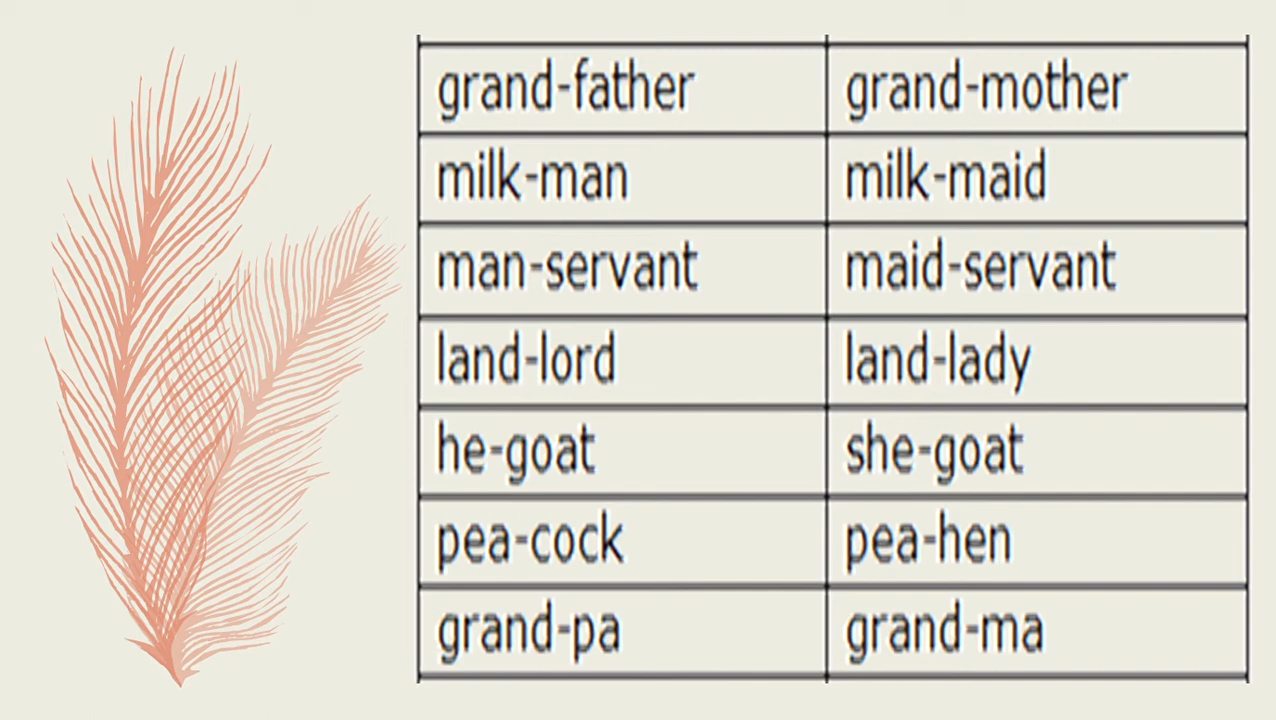 grand-father grand-mother
milk-man milk-maid
man-servant maid-servant
land-lord land-lady
he-goat she-goat
pea-cock pea-hen
grand-pa grand-ma